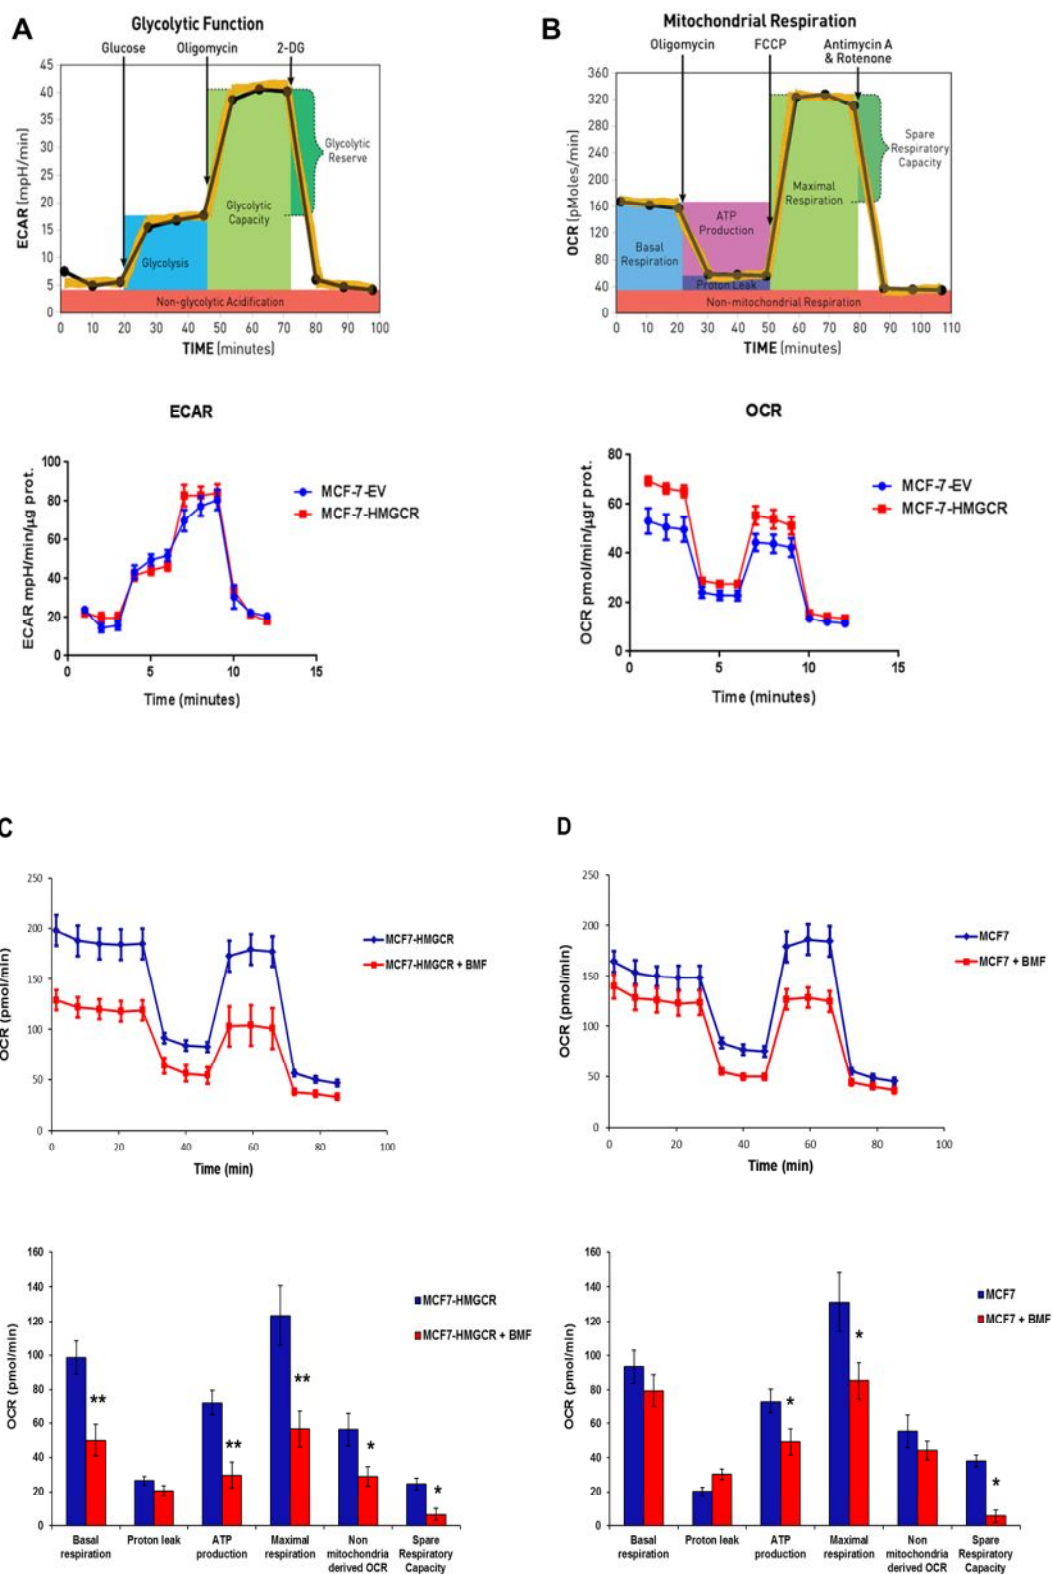 A
Glycolytic Function
Glucose
Oligomycin
2-DG
ECAR (mpH/min)
45
40
35
30
25
20
15
10
5
0
Glycolytic
Reserve
Glycolytic
Capacity
Glycolysis
Non-glycolytic Acidification
0 10 20 30 40 50 60 70 80 90 100
TIME (minutes)
B
Mitochondrial Respiration
Oligomycin
FCCP
Antimycin A
& Rotenone
OCR (pMoles/min)
360
320
280
240
200
160
120
80
40
0
Spare
Respiratory
Capacity
Maximal
Respiration
ATP
Production
Basal
Respiration
Proton Leak
Non-mitochondrial Respiration
0 10 20 30 40 50 60 70 80 90 100 110
TIME (minutes)
ECAR
ECAR mpH/min/µg prot.
100
80
60
40
20
0
MCF-7-EV
MCF-7-HMGCR
0 5 10 15
Time (minutes)
OCR
OCR pmol/min/µgr prot.
80
60
40
20
0
MCF-7-EV
MCF-7-HMGCR
0 5 10 15
Time (minutes)
C
OCR (pmol/min)
250
200
150
100
50
0
MCF7-HMGCR
MCF7-HMGCR + BMF
0 20 40 60 80 100
Time (min)
D
OCR (pmol/min)
250
200
150
100
50
0
MCF7
MCF7 + BMF
0 20 40 60 80 100
Time (min)
OCR (pmol/min)
160
140
120
100
80
60
40
20
0
MCF7-HMGCR
MCF7-HMGCR + BMF
**
**
**
*
*
Basal
respiration
Proton leak
ATP
production
Maximal
respiration
Non
mitochondria
derived OCR
Spare
Respiratory
Capacity
OCR (pmol/min)
160
140
120
100
80
60
40
20
0
MCF7
MCF7 + BMF
*
*
*
Basal
respiration
Proton leak
ATP
production
Maximal
respiration
Non
mitochondria
derived OCR
Spare
Respiratory
Capacity